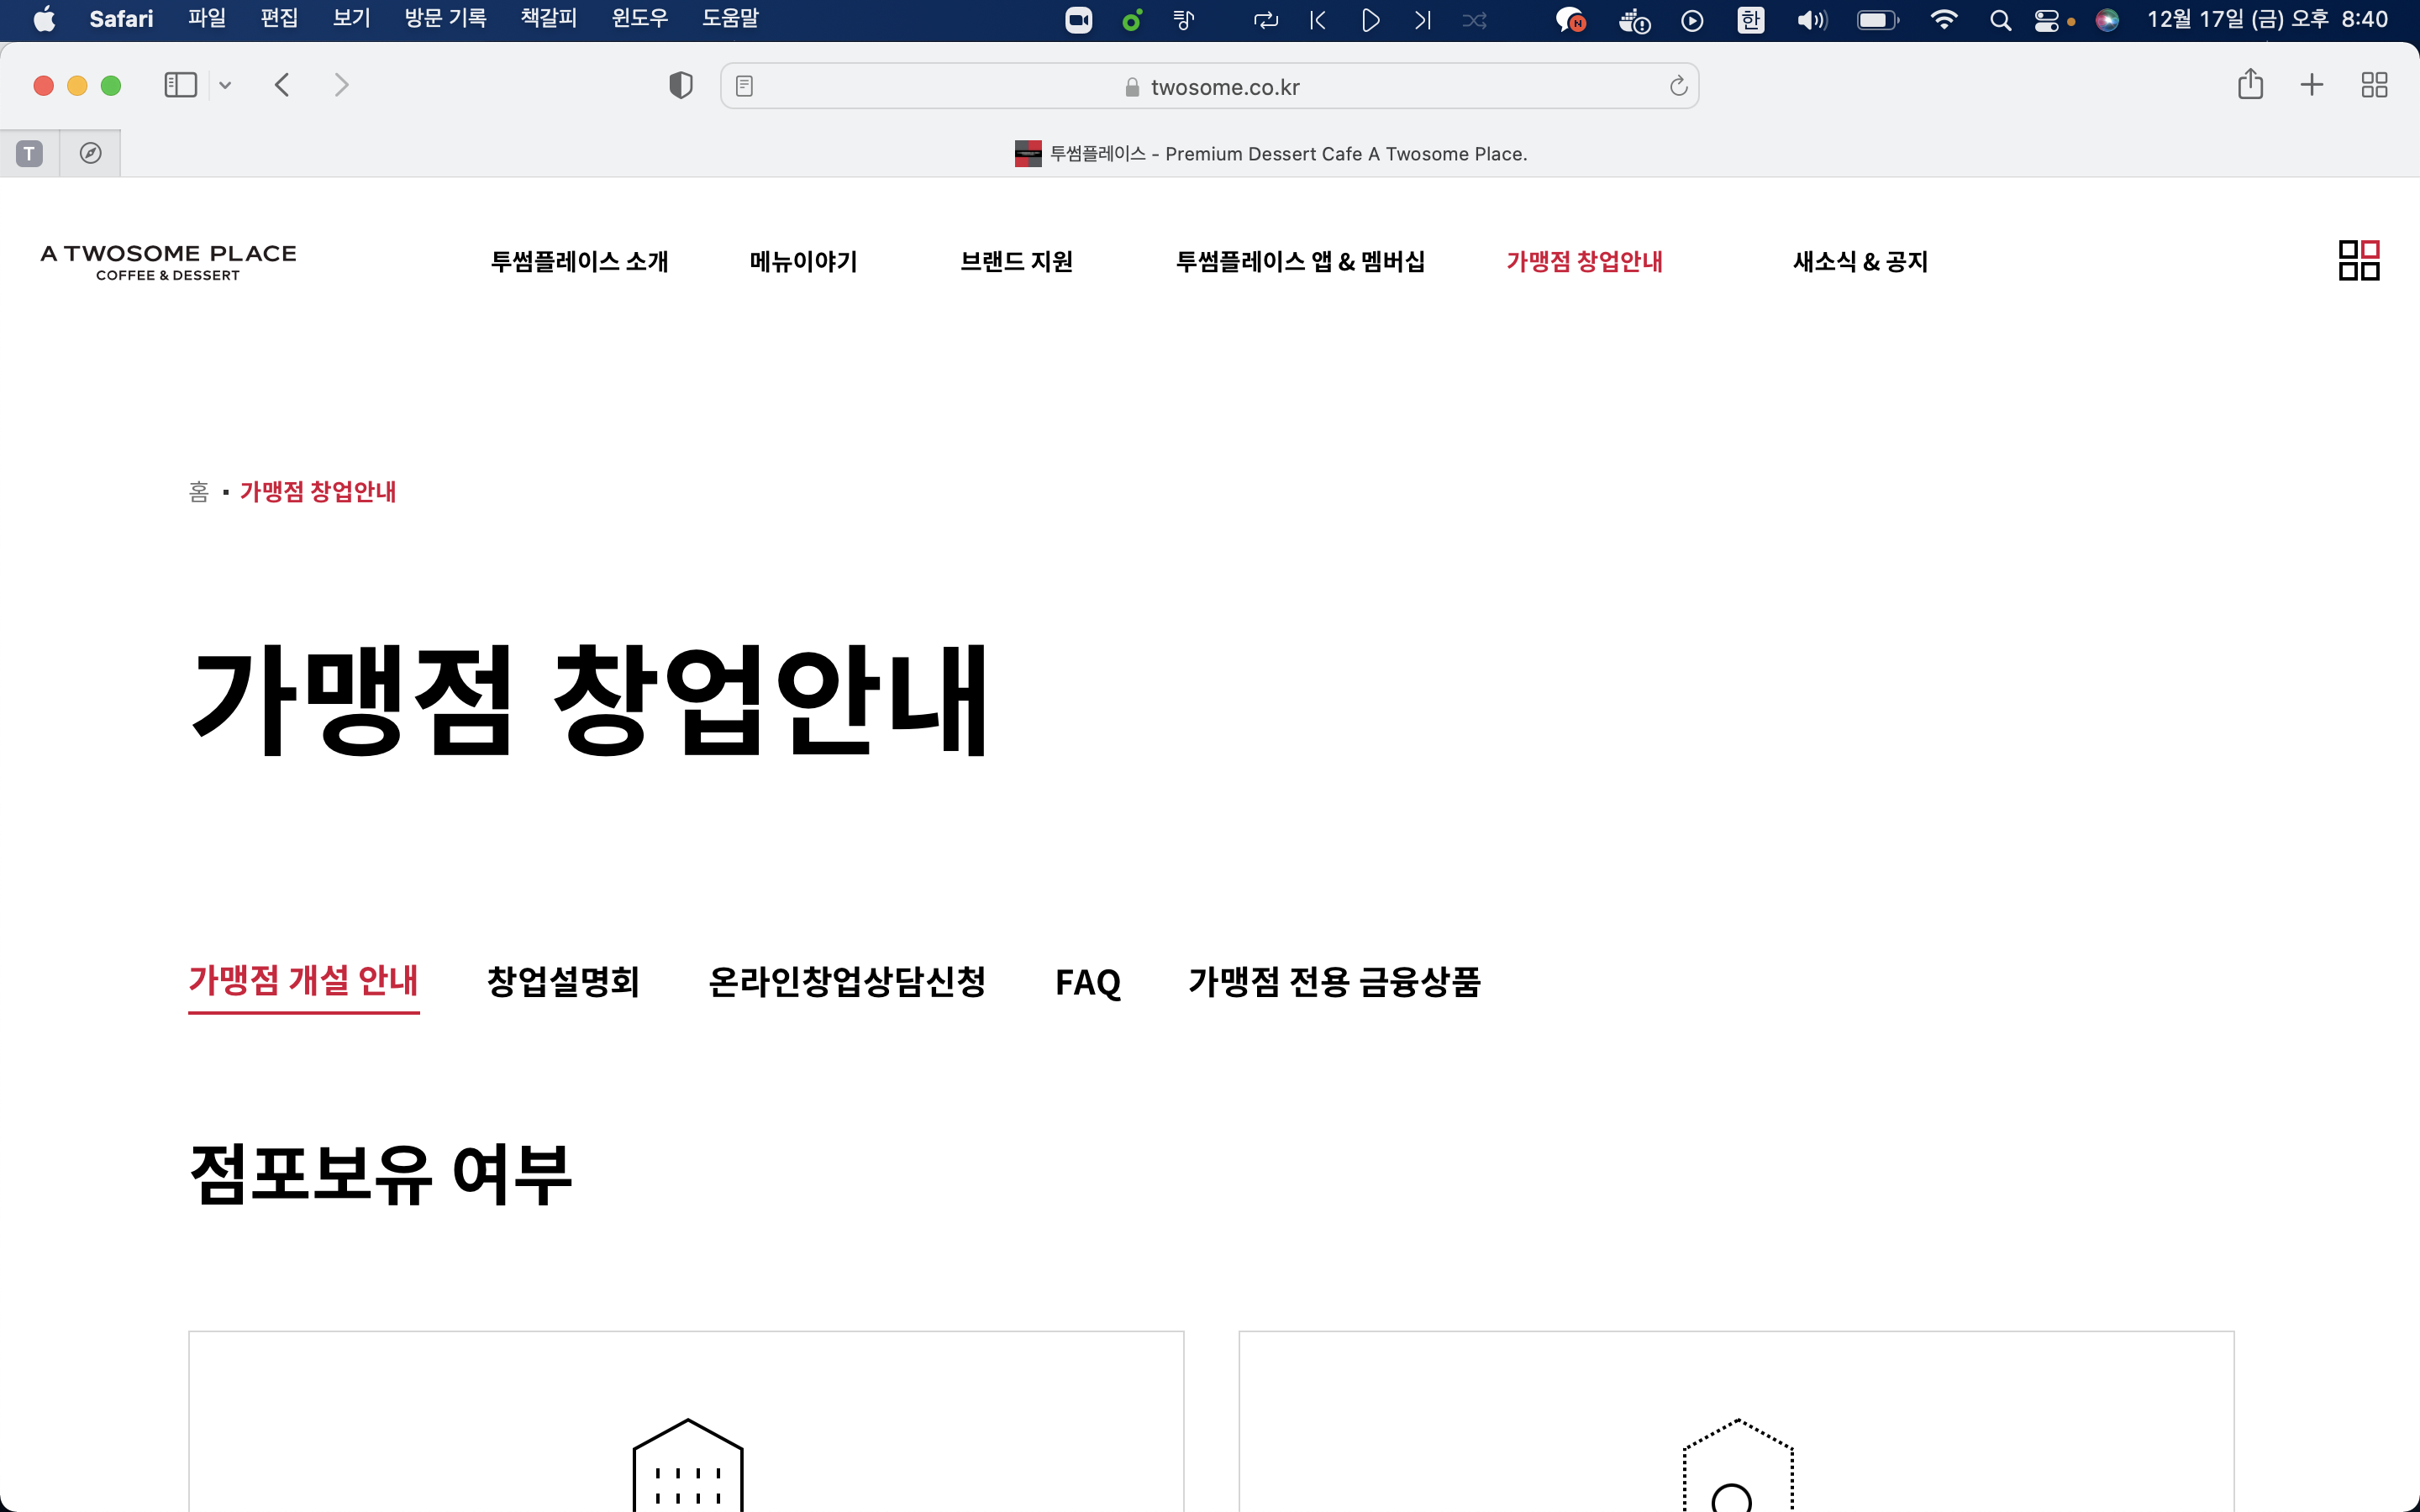 Safari 파일 편집 보기 방문 기록 책갈피 윈도우 도움말 한 12월 17일 (금) 오후 8:40
twosome.co.kr
T 투썸플레이스 - Premium Dessert Cafe A Twosome Place.
A TWOSOME PLACE
COFFEE & DESSERT
투썸플레이스 소개 메뉴이야기 브랜드 지원 투썸플레이스 앱 & 멤버십 가맹점 창업안내 새소식 & 공지
홈 ▪ 가맹점 창업안내
가맹점 창업안내
가맹점 개설 안내 창업설명회 온라인창업상담신청 FAQ 가맹점 전용 금융상품
점포보유 여부